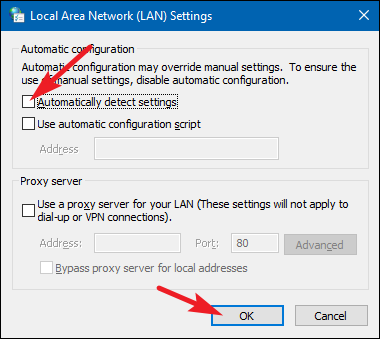 Local Area Network (LAN) Settings
Automatic configuration
Automatic configuration may override manual settings. To ensure the
use of manual settings, disable automatic configuration.
Automatically detect settings
Use automatic configuration script
Address
Proxy server
Use a proxy server for your LAN (These settings will not apply to
dial-up or VPN connections).
Address: Port: 80 Advanced
Bypass proxy server for local addresses
OK Cancel